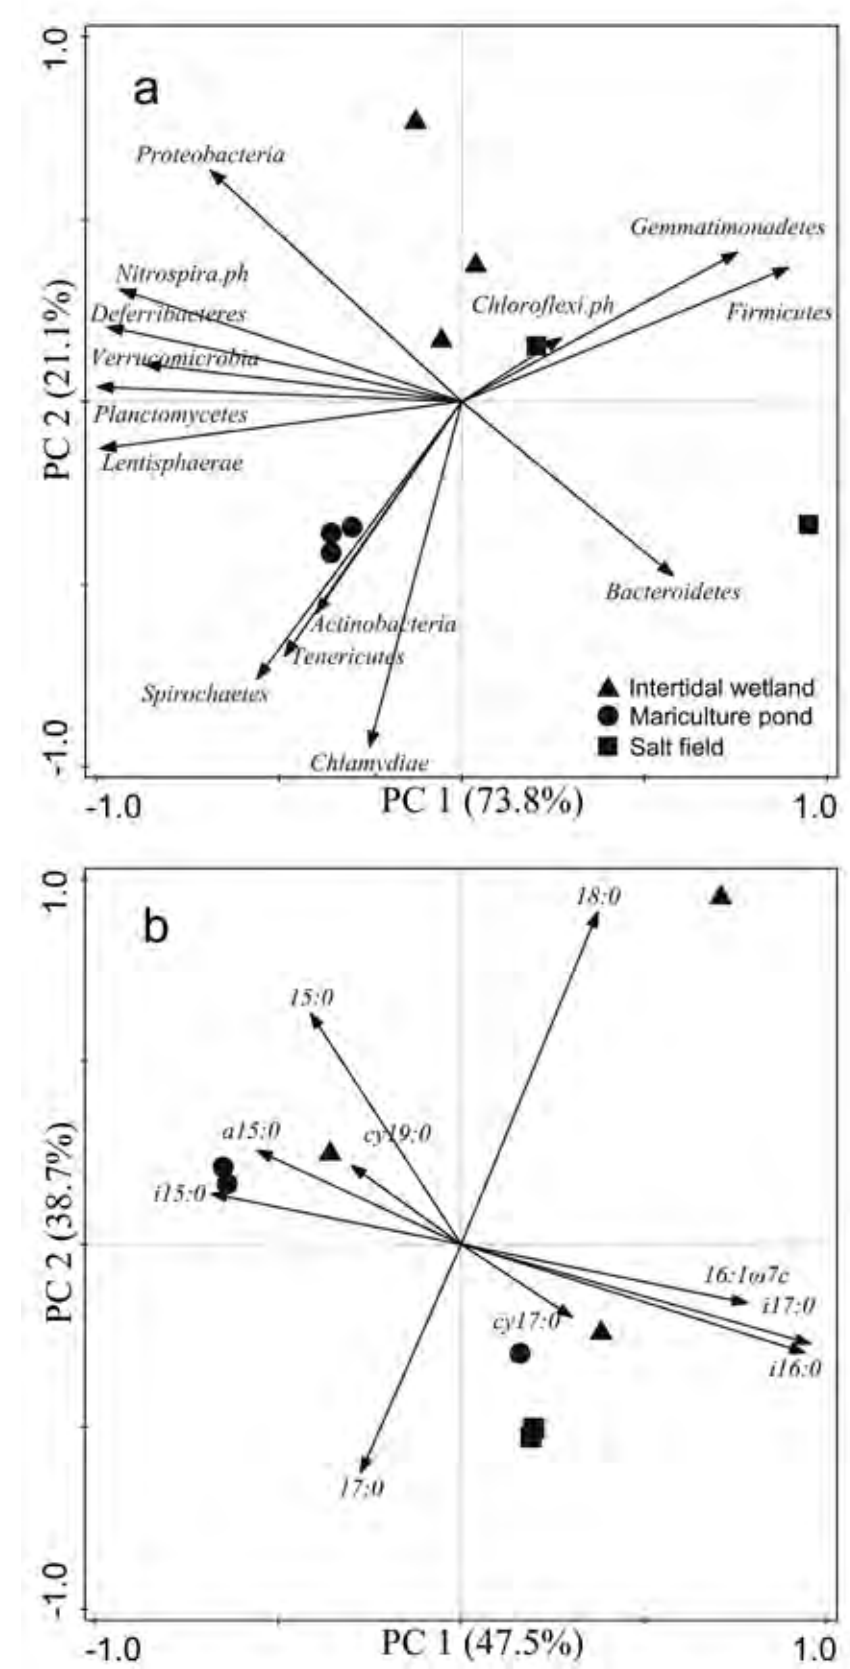 1.0
a
Proteobacteria
Gemmatimonadetes
Nitrospira.ph
Chloroflexi.ph
Deferribacteres
Firmicutes
Verrucomicrobia
Planctomycetes
Lentisphaerae
PC 2 (21.1%)
Bacteroidetes
Actinobacteria
Tenericutes
Spirochaetes
Intertidal wetland
Mariculture pond
Salt field
Chlamydiae
-1.0
-1.0
PC 1 (73.8%)
1.0
1.0
b
18:0
15:0
a15:0
cy19:0
i15:0
PC 2 (38.7%)
16:1ω7c
i17:0
cy17:0
i16:0
17:0
-1.0
-1.0
PC 1 (47.5%)
1.0